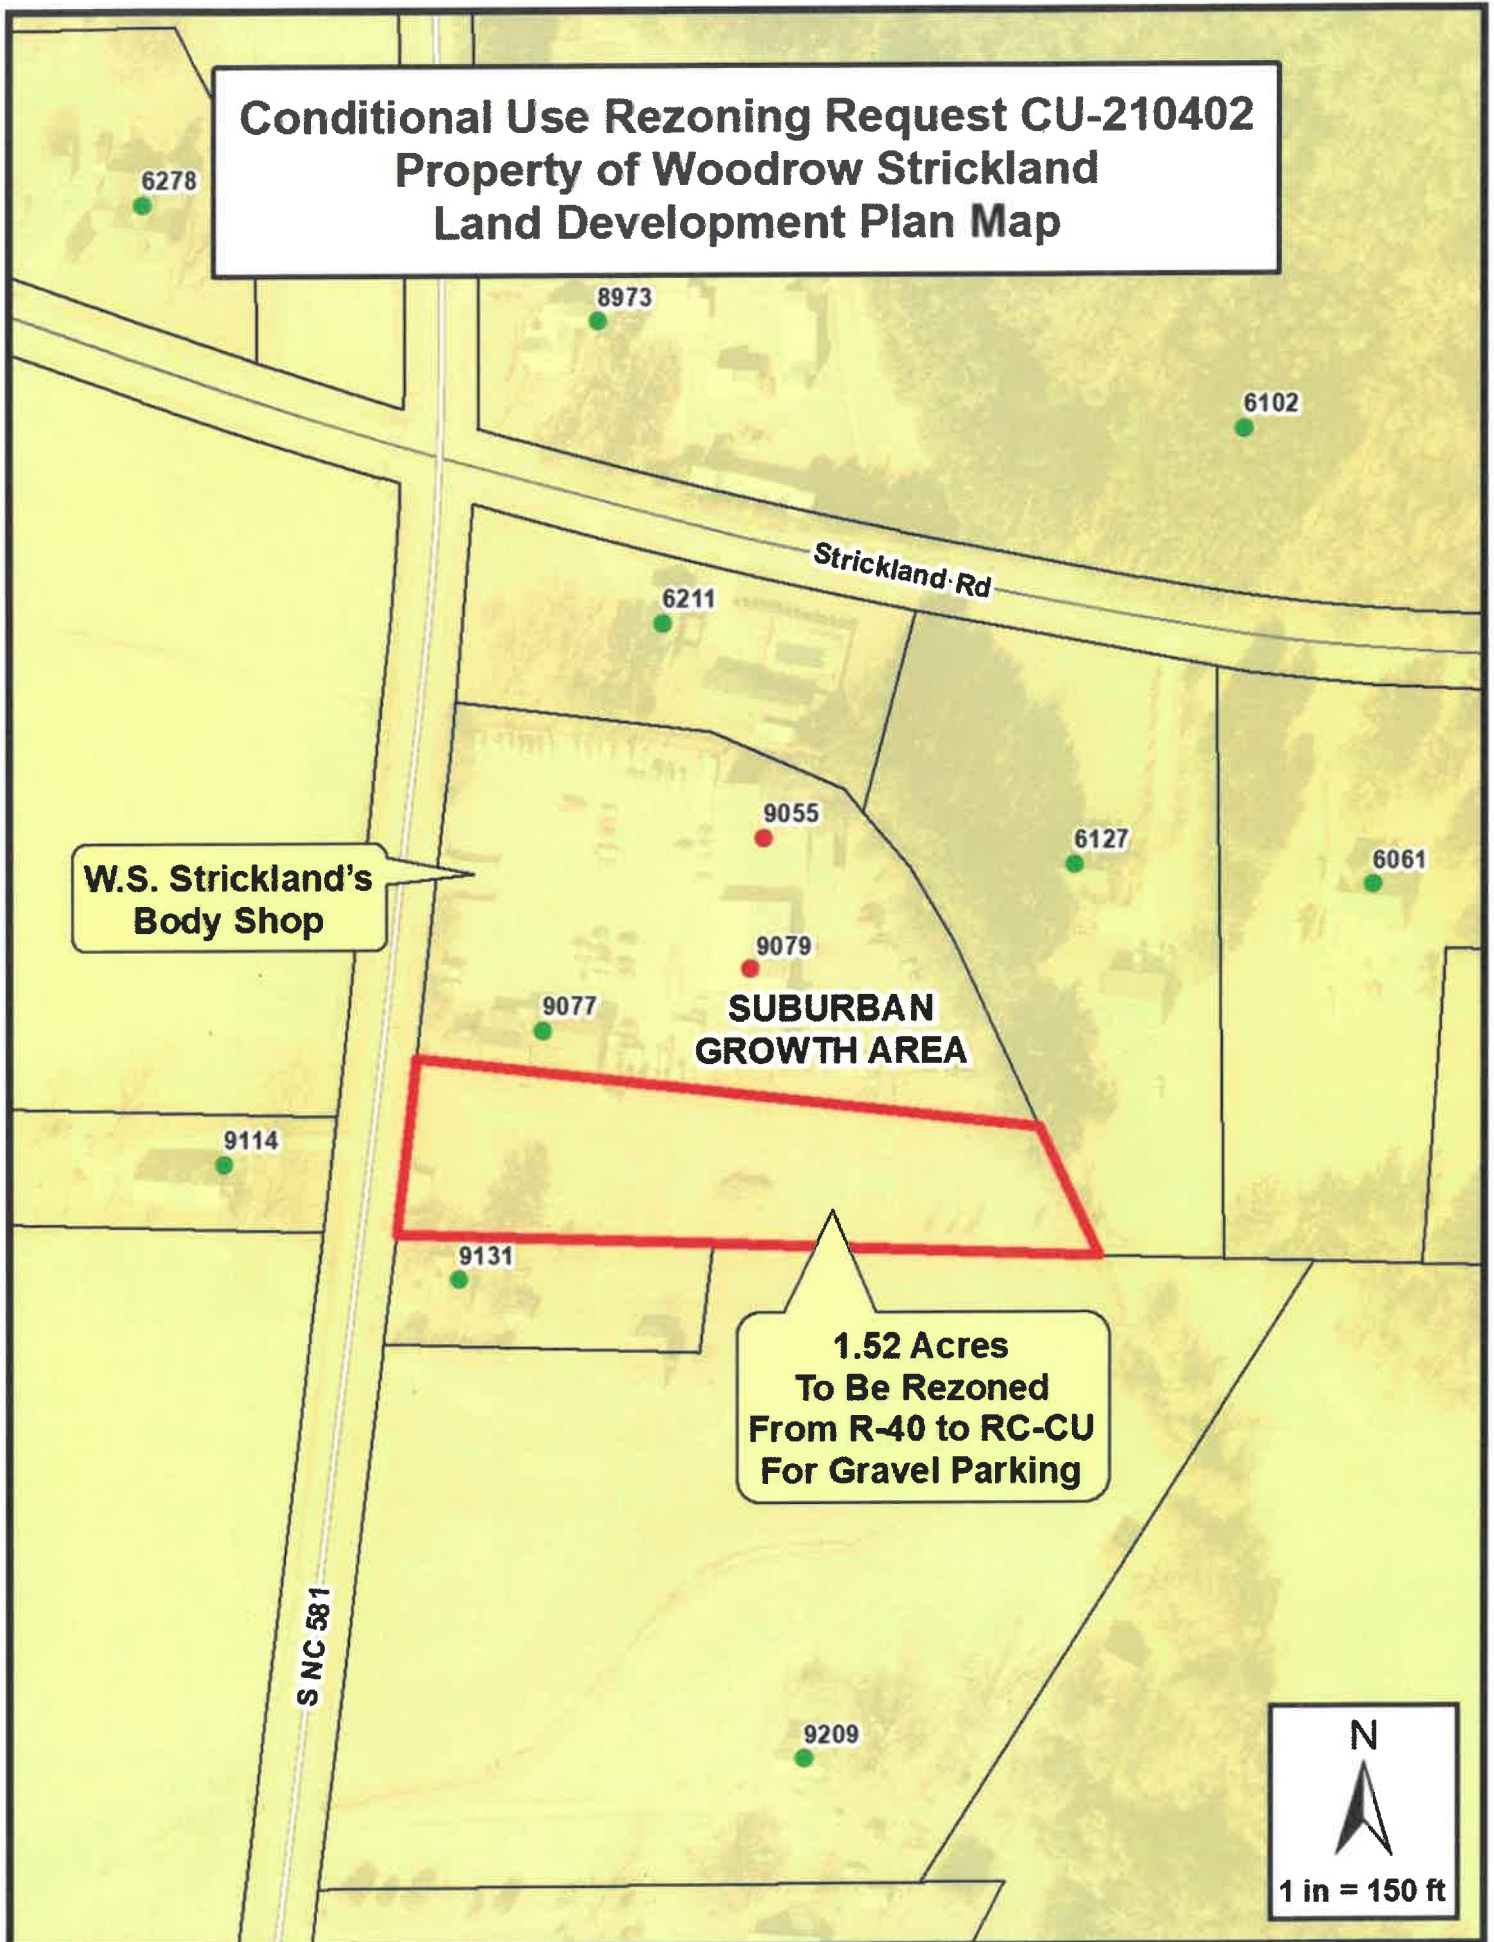 Conditional Use Rezoning Request CU-210402
Property of Woodrow Strickland
Land Development Plan Map
6278
8973
6102
Strickland Rd
6211
9055
6127
6061
W.S. Strickland's
Body Shop
9079
9077
SUBURBAN
GROWTH AREA
9114
9131
1.52 Acres
To Be Rezoned
From R-40 to RC-CU
For Gravel Parking
S NC 581
9209
N
1 in = 150 ft